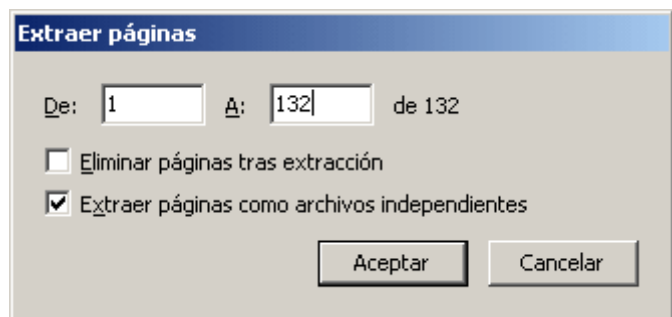 Extraer páginas
De: 1 A: 132 de 132
Eliminar páginas tras extracción
Extraer páginas como archivos independientes
Aceptar Cancelar